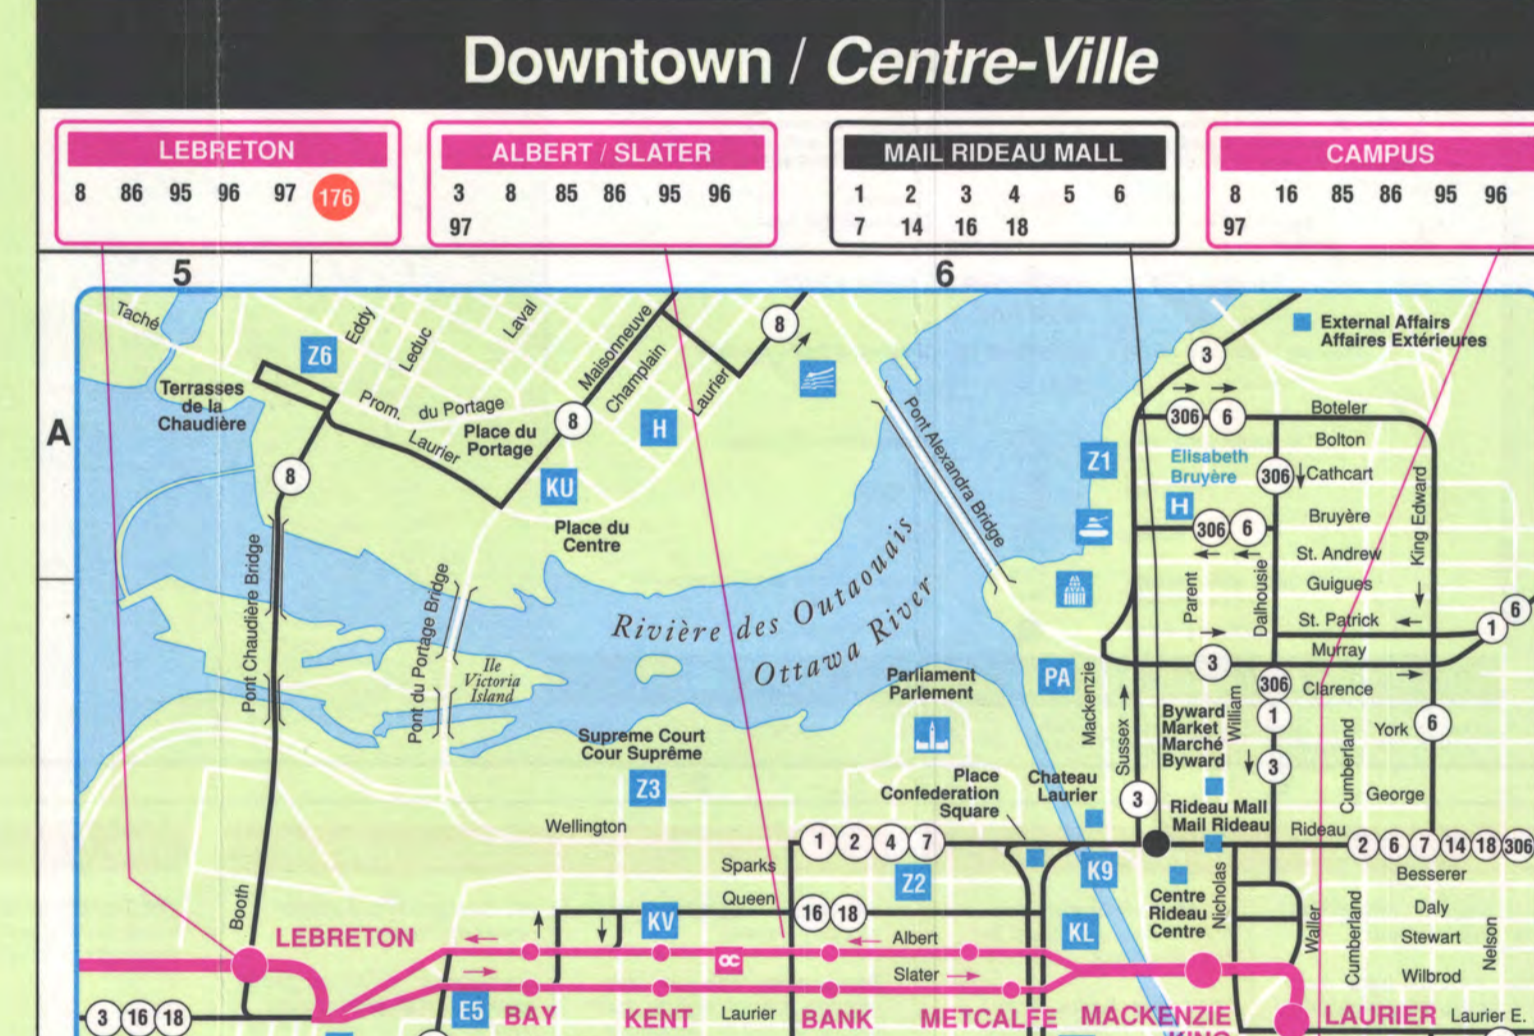 Downtown / Centre-Ville
LEBRETON
8 86 95 96 97 176
ALBERT / SLATER
3 8 85 86 95 96
97
MAIL RIDEAU MALL
1 2 3 4 5 6
7 14 16 18
CAMPUS
8 16 85 86 95 96
97
5
6
A
Taché
Eddy
Leduc
Laval
Maisonneuve
Champlain
Laurier
8
Z6
Terrasses
de la
Chaudière
Prom. du Portage
Laurier
Place du
Portage
8
H
KU
8
Place du
Centre
Pont Alexandra Bridge
Z1
3
External Affairs
Affaires Extérieures
306 6
Boteler
Bolton
Elisabeth
Bruyère
H
306
Cathcart
King Edward
306 6
Bruyère
St. Andrew
Guigues
Parent
Dalhousie
St. Patrick
1
6
Murray
3
Pont Chaudière Bridge
Pont du Portage Bridge
Ile
Victoria
Island
Rivière des Outaouais
Ottawa River
Parliament
Parlement
PA
Mackenzie
Sussex
306
Clarence
1
William
Byward
Market
Marché
Byward
3
York
6
Cumberland
George
Supreme Court
Cour Suprême
Z3
Place
Confederation
Square
Chateau
Laurier
3
Rideau Mall
Mail Rideau
Rideau
Wellington
1 2 4 7
2 6 7 14 18 306
Sparks
Z2
K9
Besserer
Queen
KV
16 18
KL
Centre
Rideau
Centre
Nicholas
Waller
Cumberland
Daly
Stewart
Nelson
Wilbrod
Booth
LEBRETON
Albert
OC
Slater
3 16 18
E5
BAY
KENT
Laurier
BANK
METCALFE
MACKENZIE
KING
LAURIER
Laurier E.